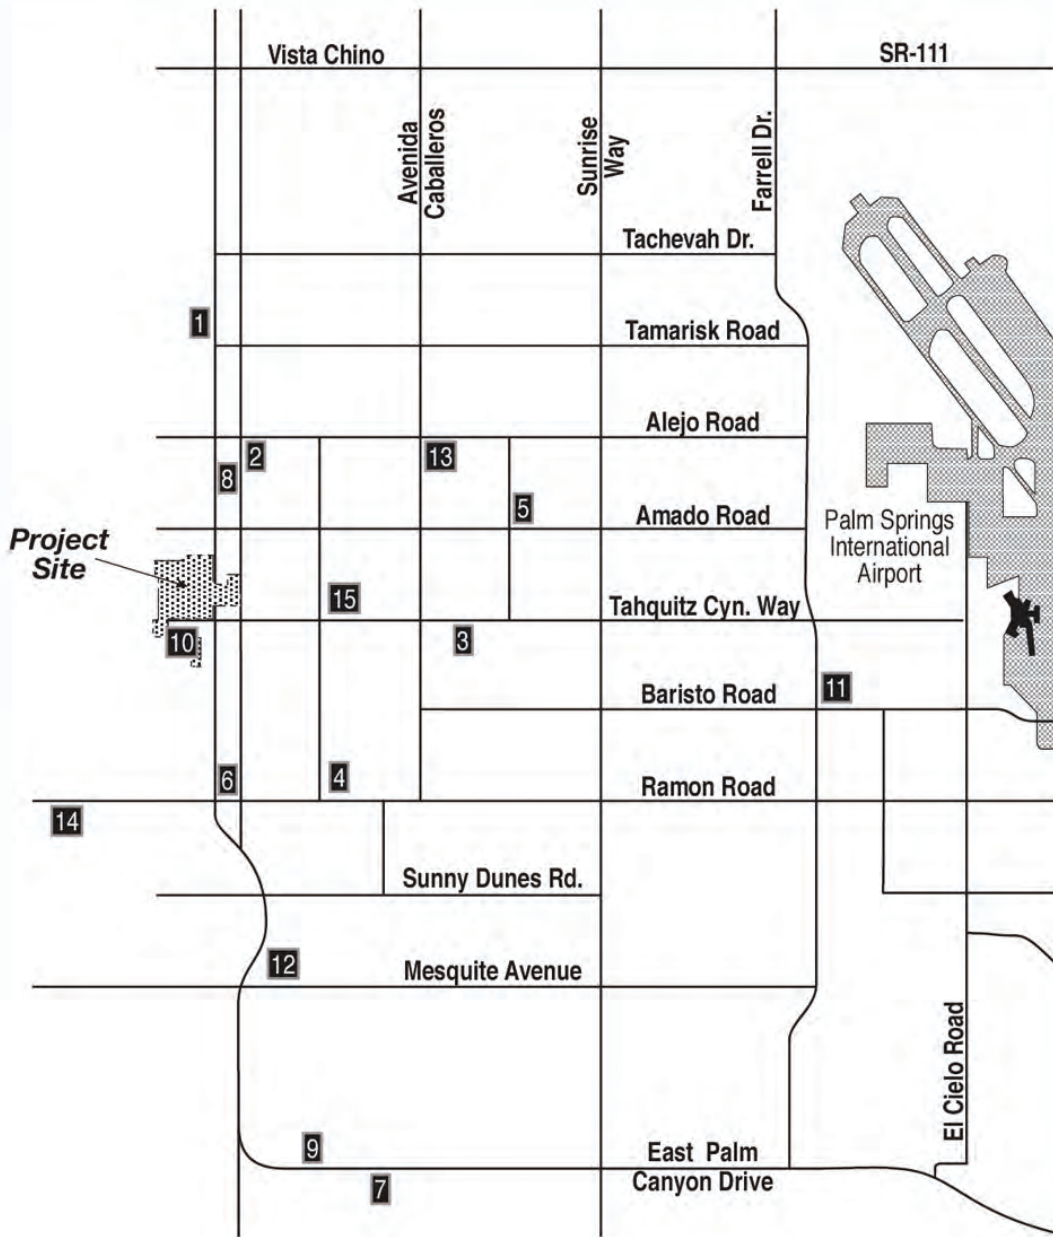 Vista Chino
SR-111
Avenida
Caballeros
Sunrise
Way
Farrell Dr.
Tachevah Dr.
1
Tamarisk Road
Alejo Road
2
13
8
5
Amado Road
Palm Springs
International
Airport
Project
Site
15
Tahquitz Cyn. Way
10
3
11
Baristo Road
6
4
Ramon Road
14
Sunny Dunes Rd.
12
Mesquite Avenue
El Cielo Road
9
East Palm
Canyon Drive
7